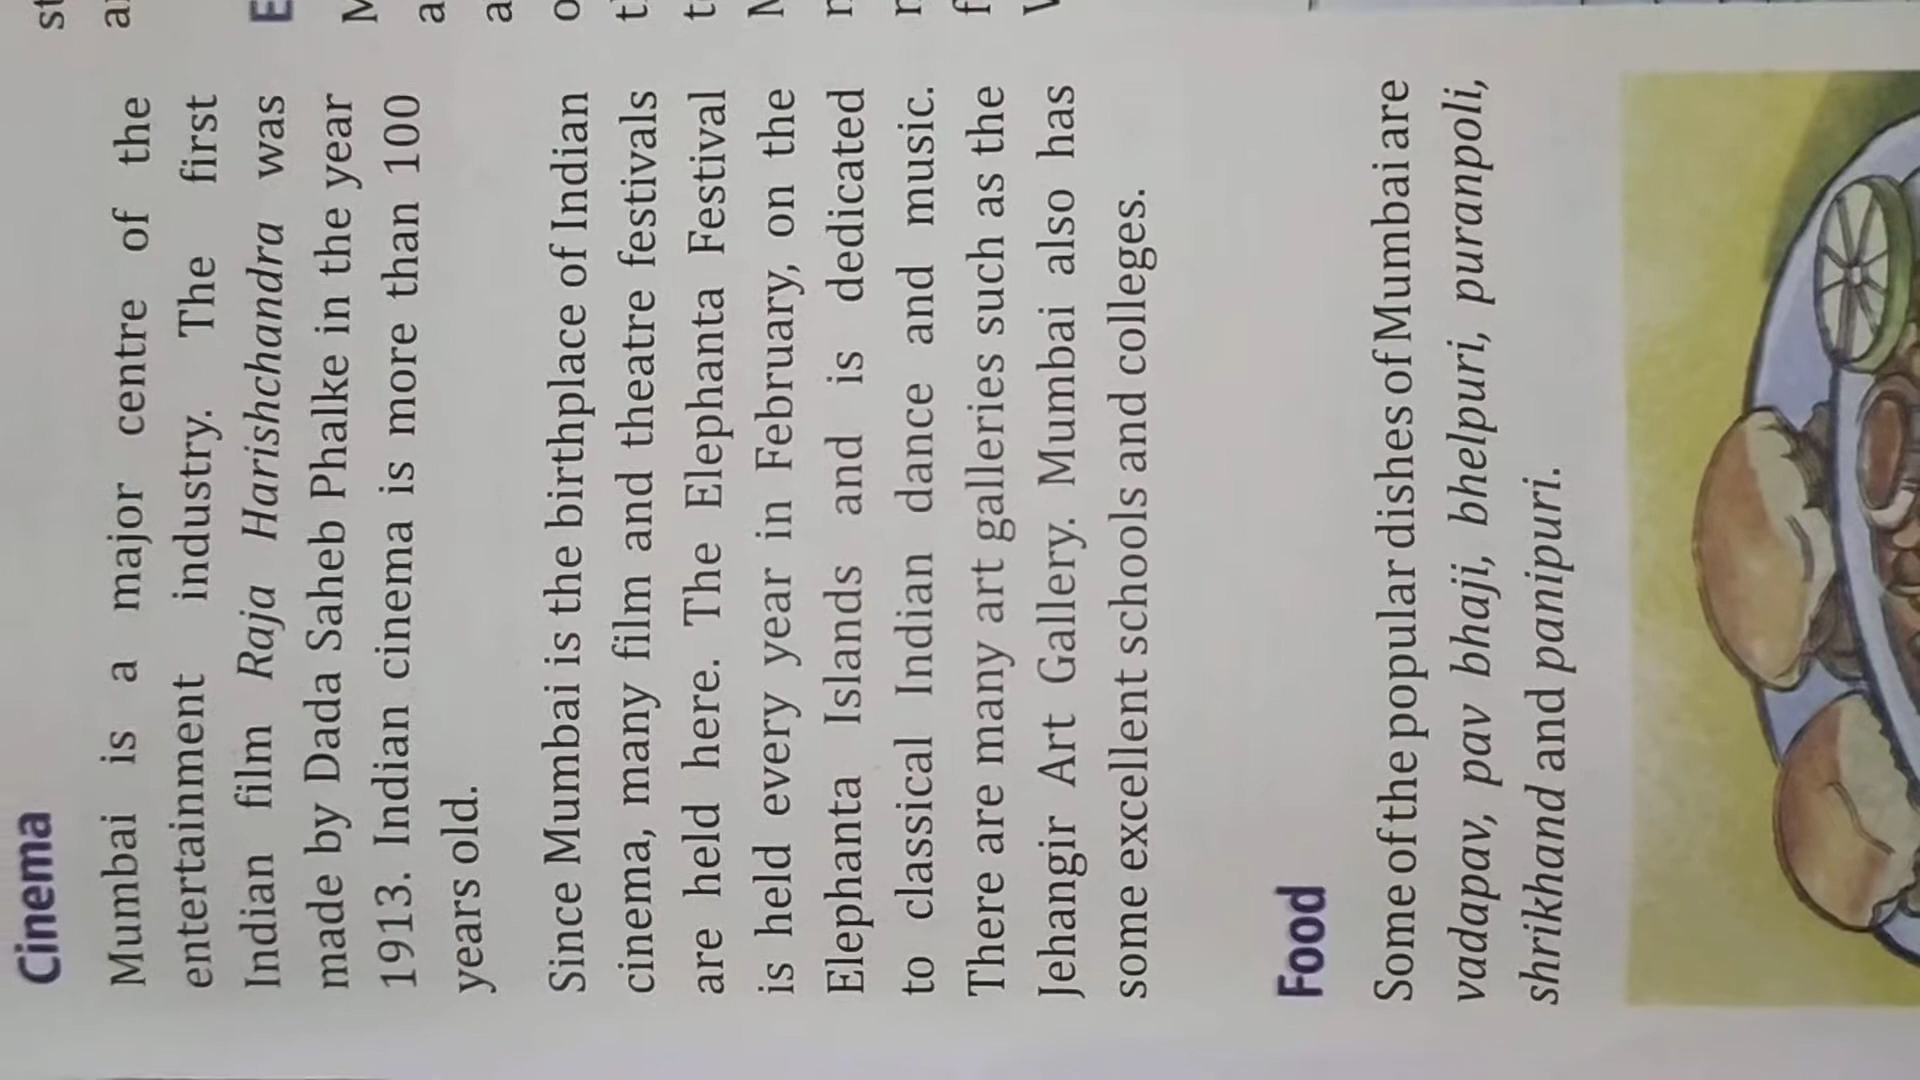 Cinema
Mumbai is a major centre of the
entertainment industry. The first
Indian film Raja Harishchandra was
made by Dada Saheb Phalke in the year
1913. Indian cinema is more than 100
years old.
Since Mumbai is the birthplace of Indian
cinema, many film and theatre festivals
are held here. The Elephanta Festival
is held every year in February, on the
Elephanta Islands and is dedicated
to classical Indian dance and music.
There are many art galleries such as the
Jehangir Art Gallery. Mumbai also has
some excellent schools and colleges.
Food
Some of the popular dishes of Mumbai are
vadapav, pav bhaji, bhelpuri, puranpoli,
shrikhand and panipuri.